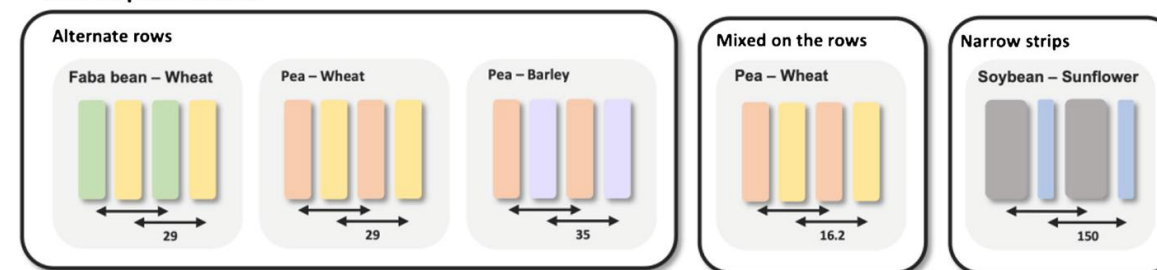 Alternate rows
Faba bean – Wheat
29
Pea – Wheat
29
Pea – Barley
35
Mixed on the rows
Pea – Wheat
16.2
Narrow strips
Soybean – Sunflower
150